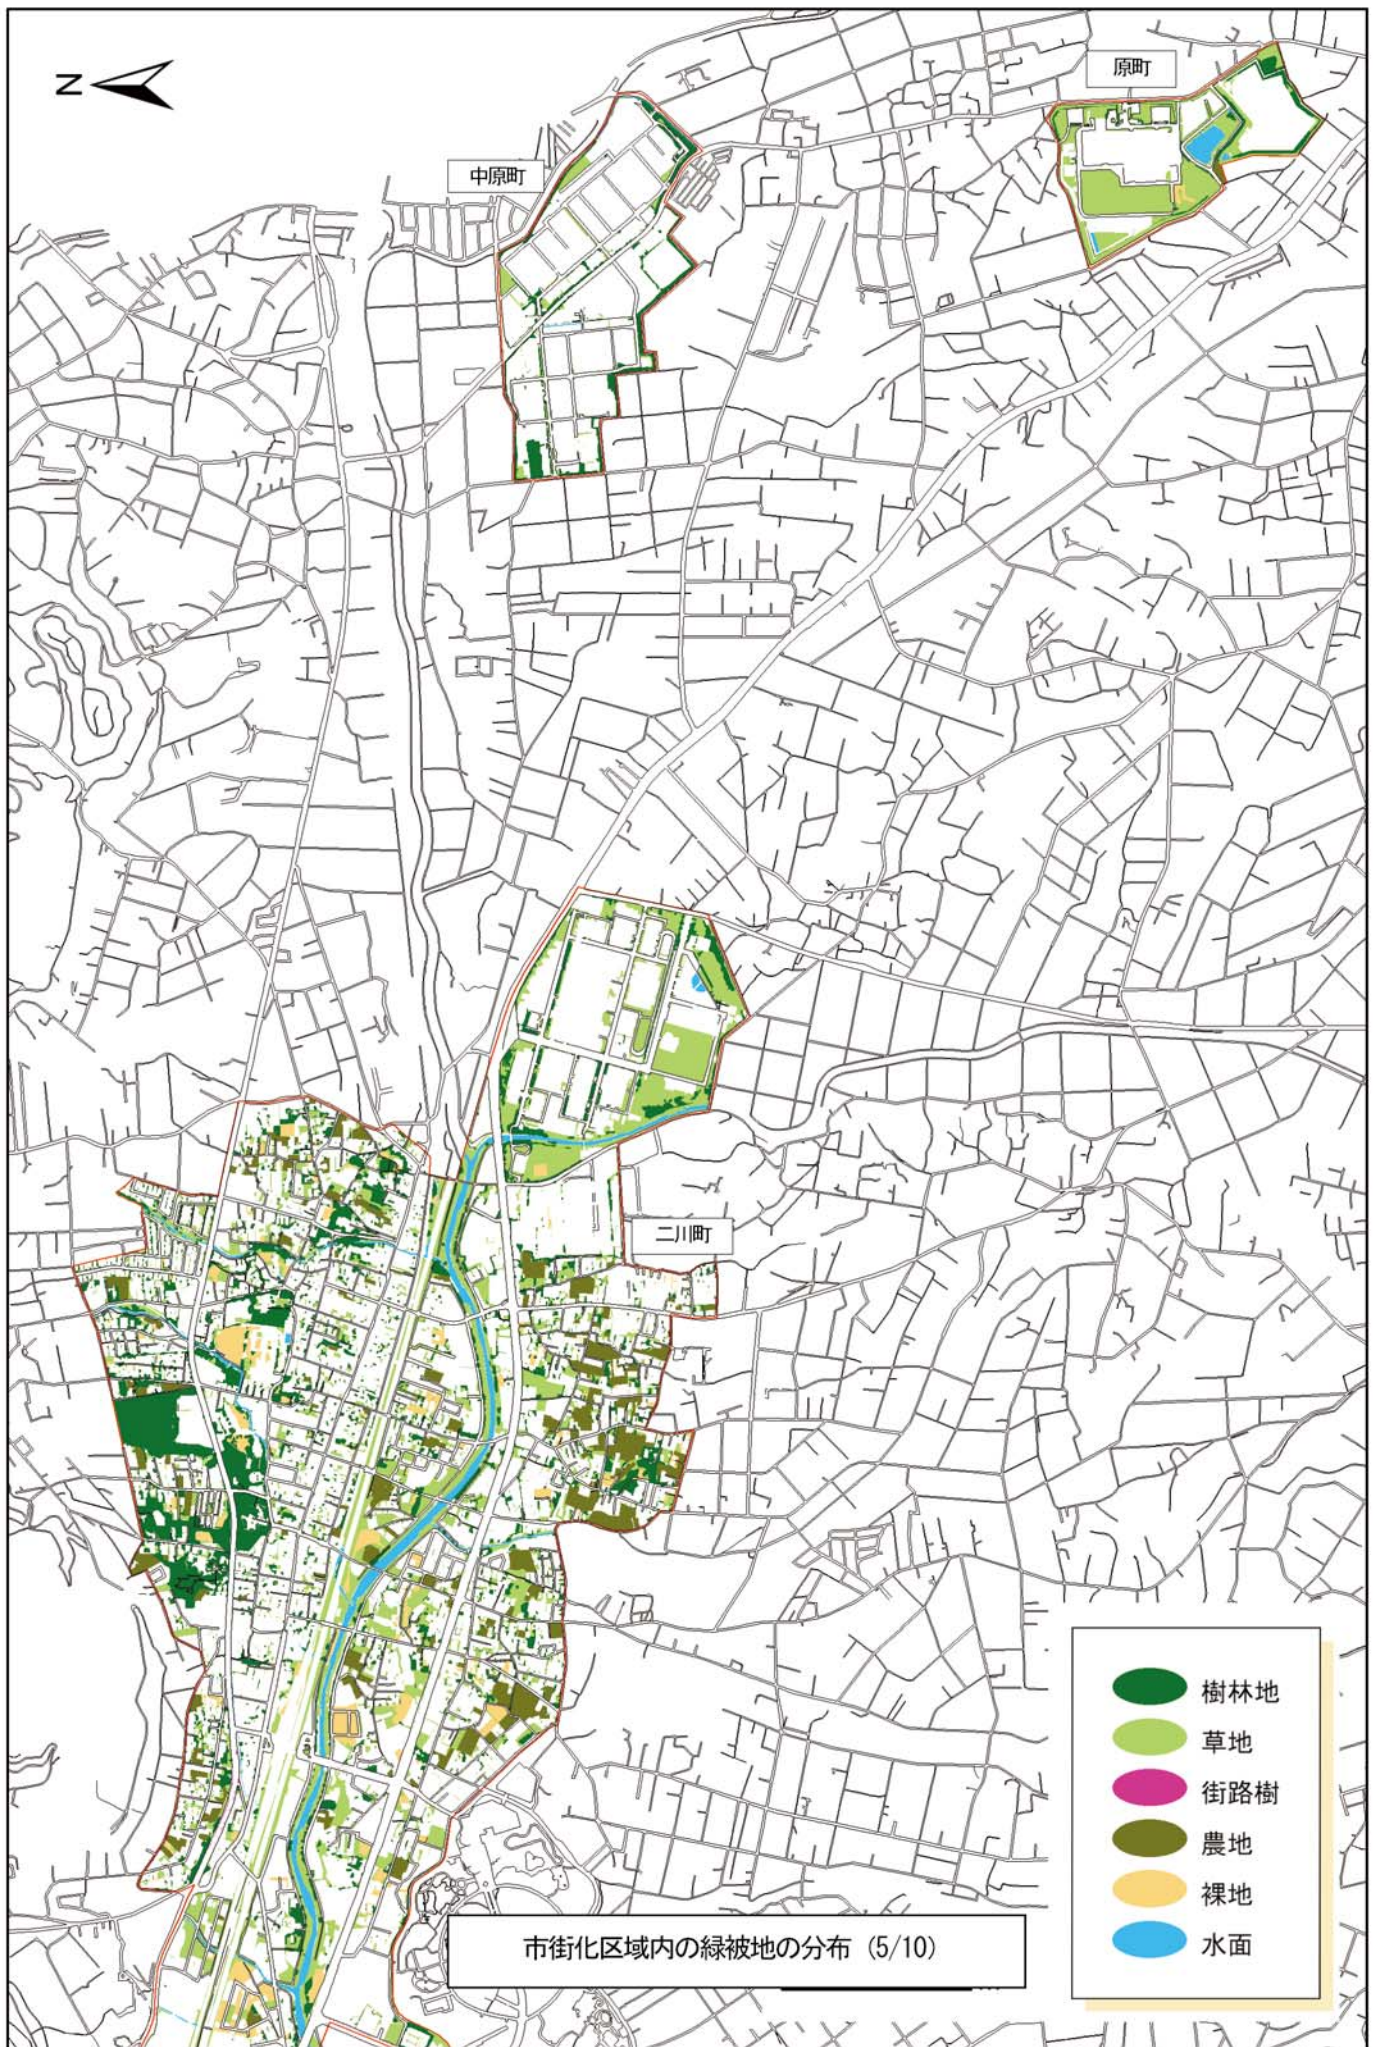 N
原町
中原町
二川町
樹林地
草地
街路樹
農地
裸地
水面
市街化区域内の緑被地の分布 (5/10)